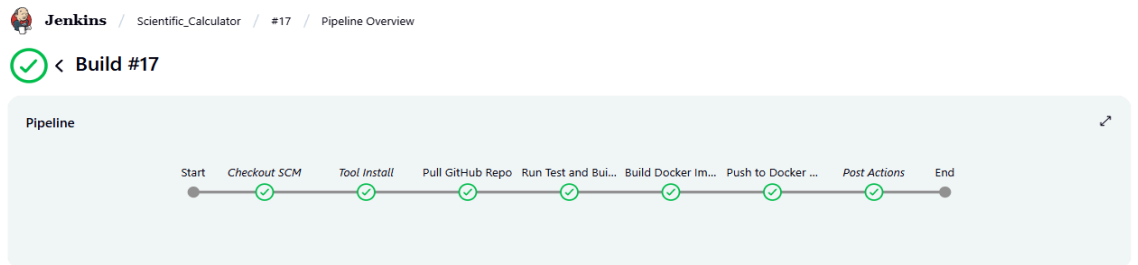 Jenkins / Scientific_Calculator / #17 / Pipeline Overview
Build #17
Pipeline
Start Checkout SCM Tool Install Pull GitHub Repo Run Test and Bui... Build Docker Im... Push to Docker ... Post Actions End